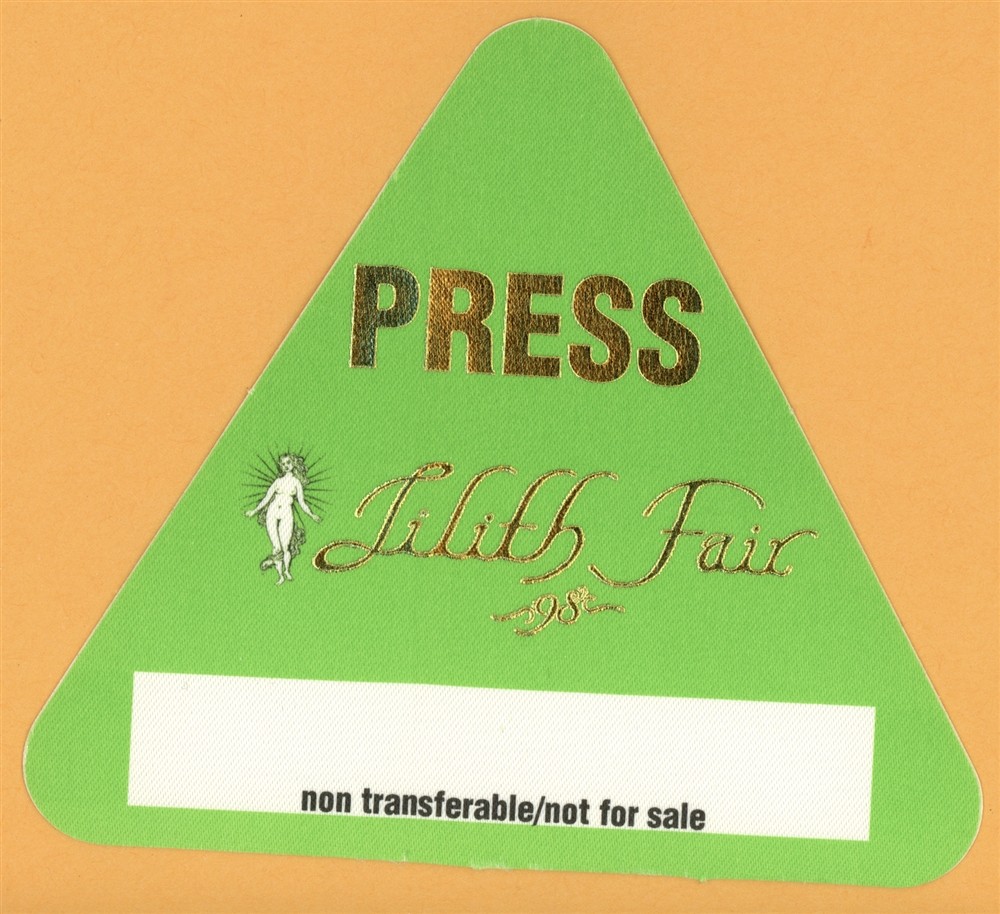 PRESS
Lilith Fair
98
non transferable/not for sale